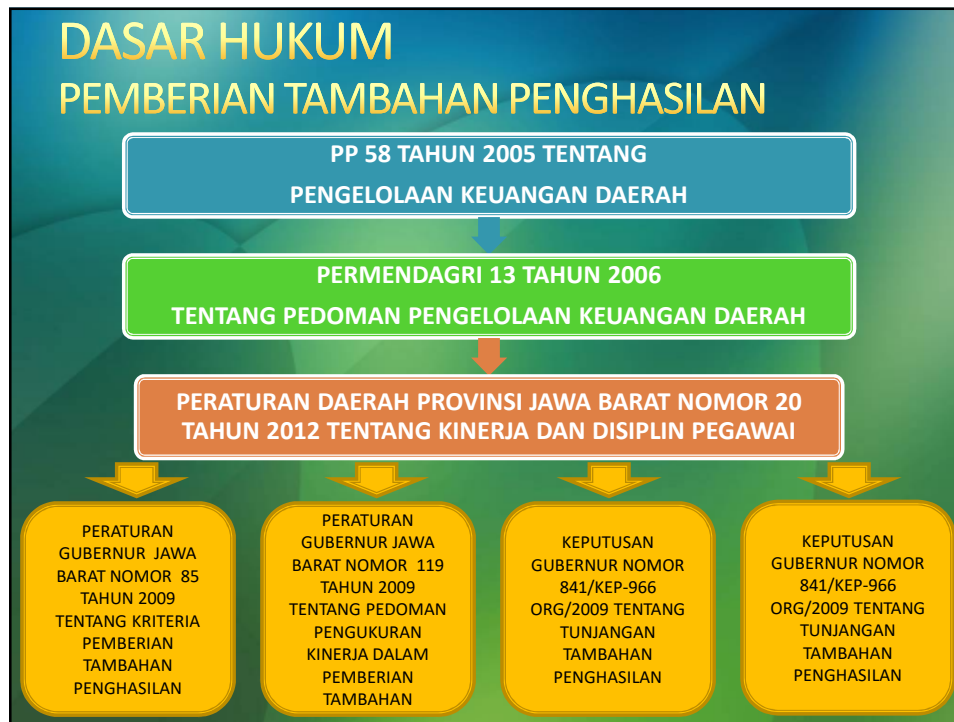 DASAR HUKUM
PEMBERIAN TAMBAHAN PENGHASILAN
PP 58 TAHUN 2005 TENTANG
PENGELOLAAN KEUANGAN DAERAH
PERMENDAGRI 13 TAHUN 2006
TENTANG PEDOMAN PENGELOLAAN KEUANGAN DAERAH
PERATURAN DAERAH PROVINSI JAWA BARAT NOMOR 20
TAHUN 2012 TENTANG KINERJA DAN DISIPLIN PEGAWAI
PERATURAN
GUBERNUR JAWA
BARAT NOMOR 85
TAHUN 2009
TENTANG KRITERIA
PEMBERIAN
TAMBAHAN
PENGHASILAN
PERATURAN
GUBERNUR JAWA
BARAT NOMOR 119
TAHUN 2009
TENTANG PEDOMAN
PENGUKURAN
KINERJA DALAM
PEMBERIAN
TAMBAHAN
KEPUTUSAN
GUBERNUR NOMOR
841/KEP-966
ORG/2009 TENTANG
TUNJANGAN
TAMBAHAN
PENGHASILAN
KEPUTUSAN
GUBERNUR NOMOR
841/KEP-966
ORG/2009 TENTANG
TUNJANGAN
TAMBAHAN
PENGHASILAN